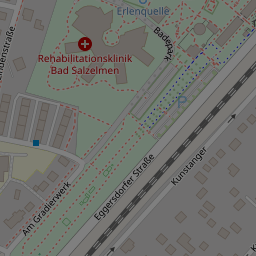 Erlenquelle
Badepark
Rehabilitationsklinik
Bad Salzelmen
P
Eggersdorfer Straße
Kunstanger
Am Gradierwerk